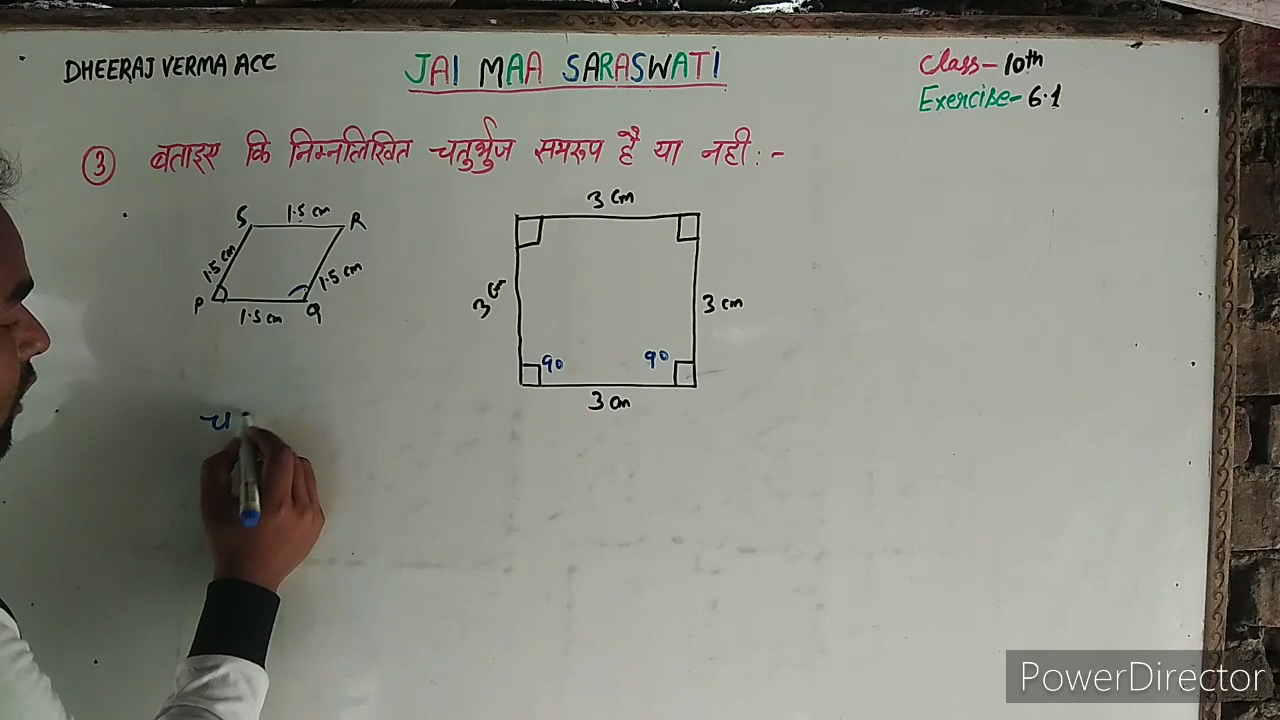 DHEERAJ VERMA ACC
JAI MAA SARASWATI
Class- 10th
Exercise- 6.1
③ बताइए कि निम्नलिखित चतुर्भुज समरूप है या नही :-
S 1.5 cm R
1.5 cm
1.5 cm
P Q
1.5 cm
3 cm
3 cm
3 cm
90 90
3 cm
च
PowerDirector